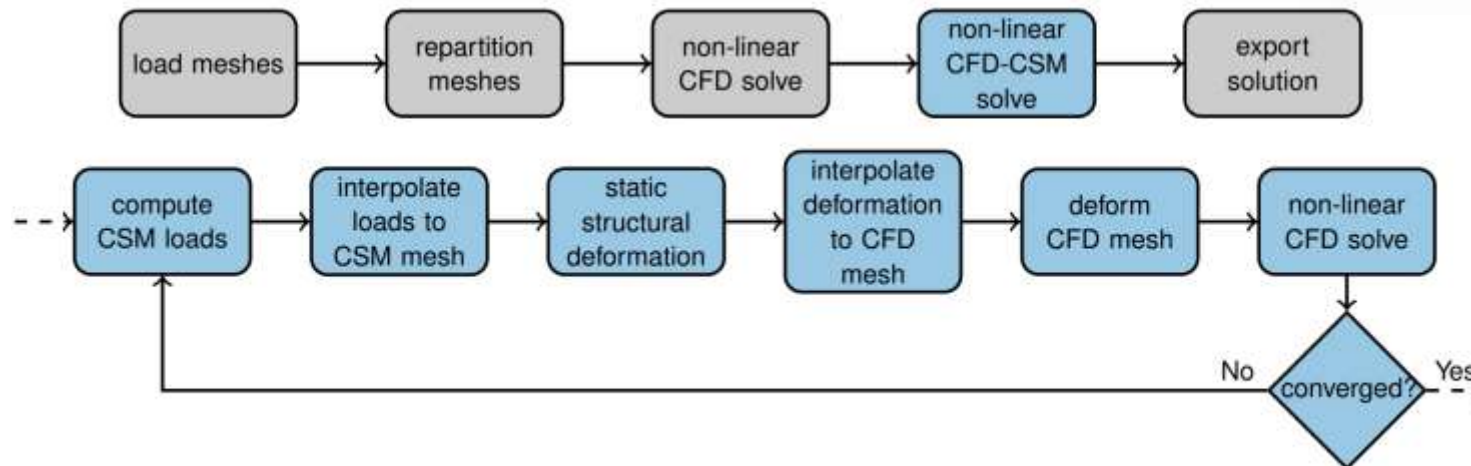 load meshes
repartition
meshes
non-linear
CFD solve
non-linear
CFD-CSM
solve
export
solution
compute
CSM loads
interpolate
loads to
CSM mesh
static
structural
deformation
interpolate
deformation
to CFD
mesh
deform
CFD mesh
non-linear
CFD solve
No
converged?
Yes